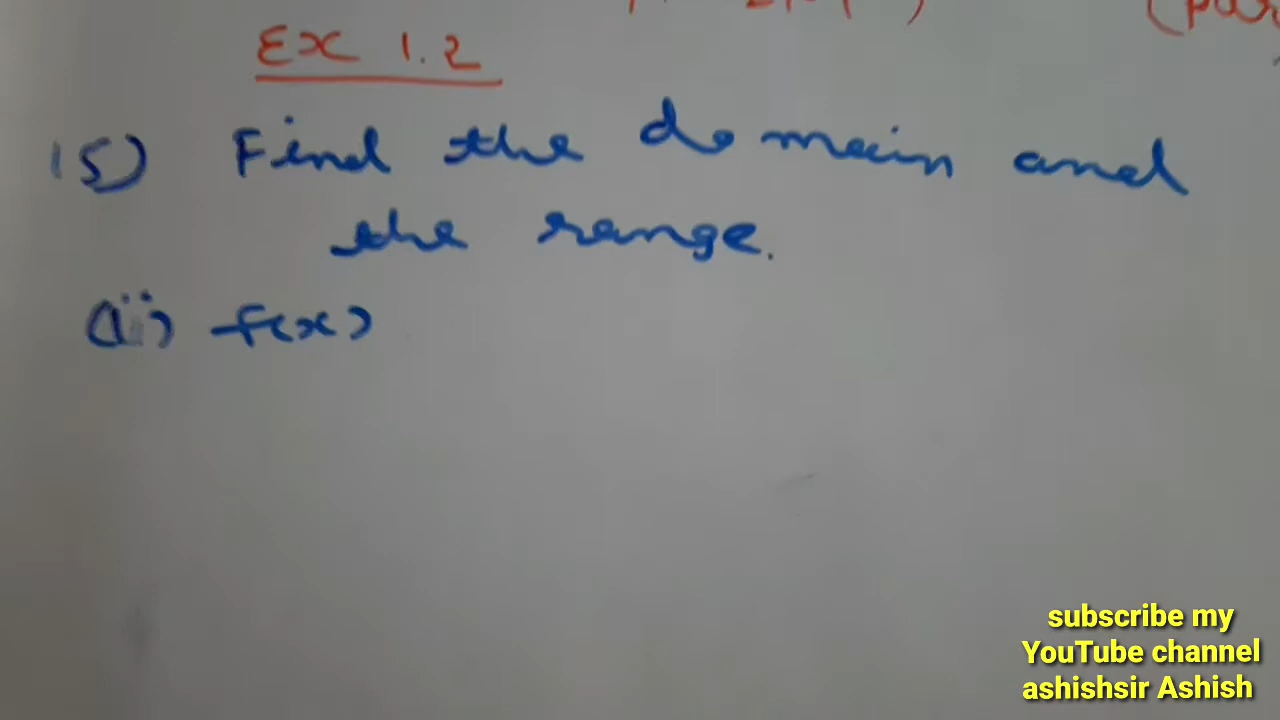 Ex 1.2
15) Find the domain and
the range.
(ii) f(x)
subscribe my
YouTube channel
ashishsir Ashish